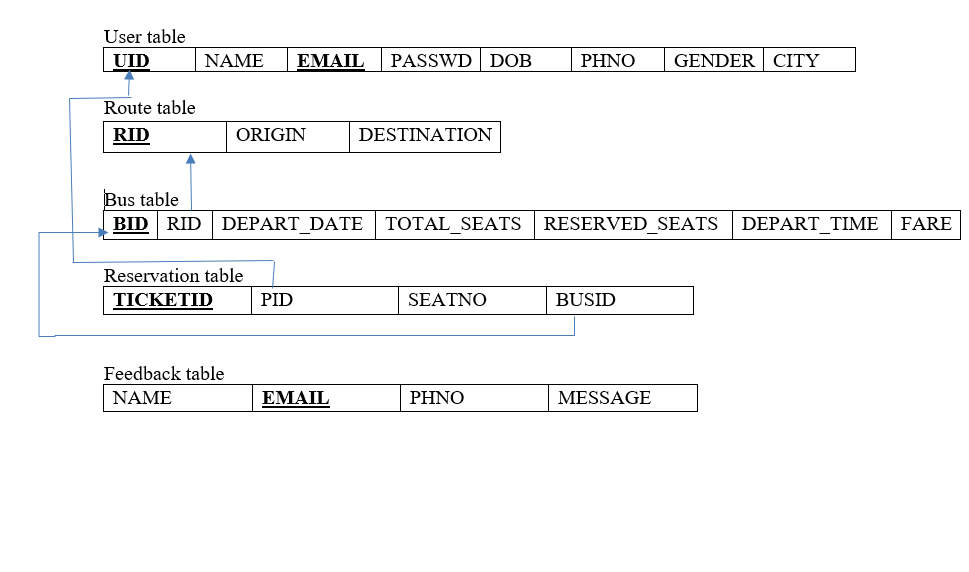 User table
UID NAME EMAIL PASSWD DOB PHNO GENDER CITY
Route table
RID ORIGIN DESTINATION
Bus table
BID RID DEPART_DATE TOTAL_SEATS RESERVED_SEATS DEPART_TIME FARE
Reservation table
TICKETID PID SEATNO BUSID
Feedback table
NAME EMAIL PHNO MESSAGE